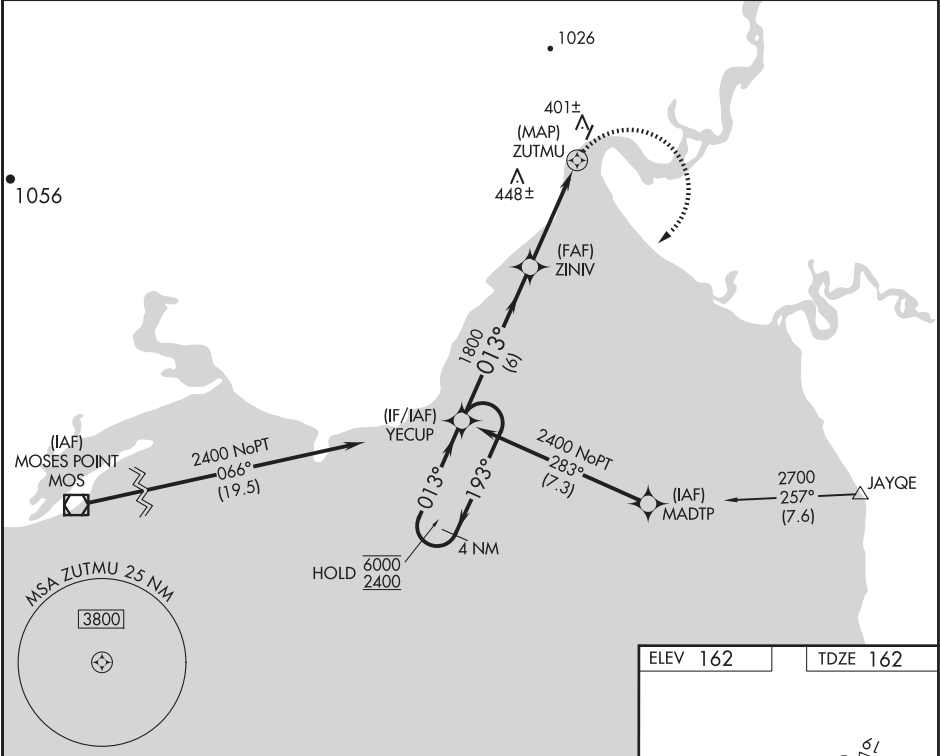 1026
401±
(MAP)
ZUTMU
448±
1056
(FAF)
ZINIV
1800
013°
(6)
(IF/IAF)
YECUP
(IAF)
MOSES POINT
MOS
2400 NoPT
066°
(19.5)
2400 NoPT
283°
(7.3)
(IAF)
MADTP
2700
257°
(7.6)
JAYQE
013°
193°
4 NM
HOLD 6000
2400
MSA ZUTMU 25 NM
3800
ELEV 162
TDZE 162
19